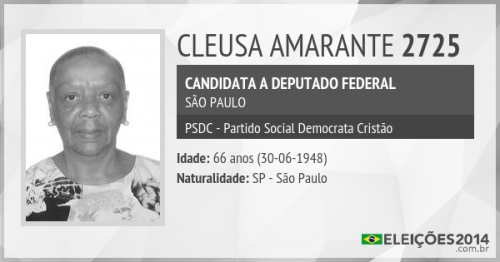 CLEUSA AMARANTE 2725
CANDIDATA A DEPUTADO FEDERAL
SÃO PAULO
PSDC - Partido Social Democrata Cristão
Idade: 66 anos (30-06-1948)
Naturalidade: SP - São Paulo
ELEIÇÕES2014
.com.br